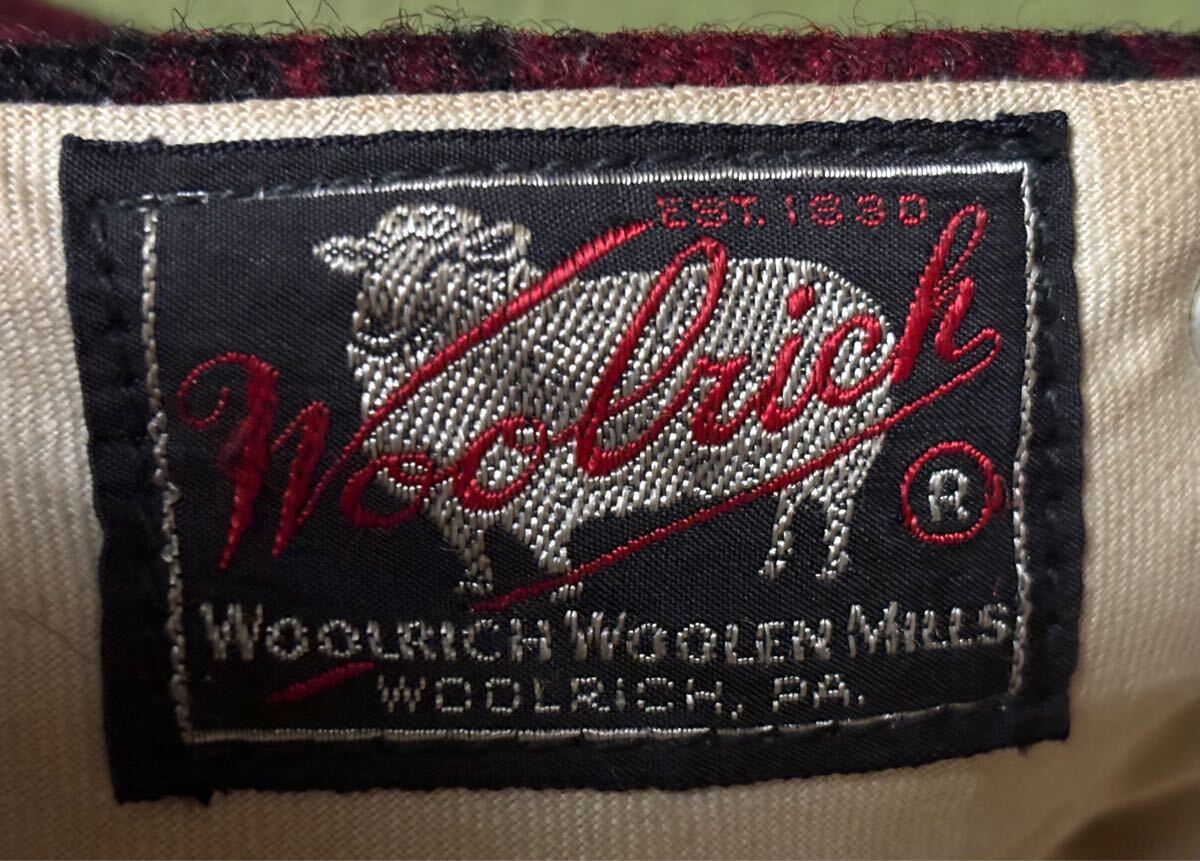 EST. 1830
Woolrich
®
WOOLRICH WOOLEN MILLS
WOOLRICH, PA.